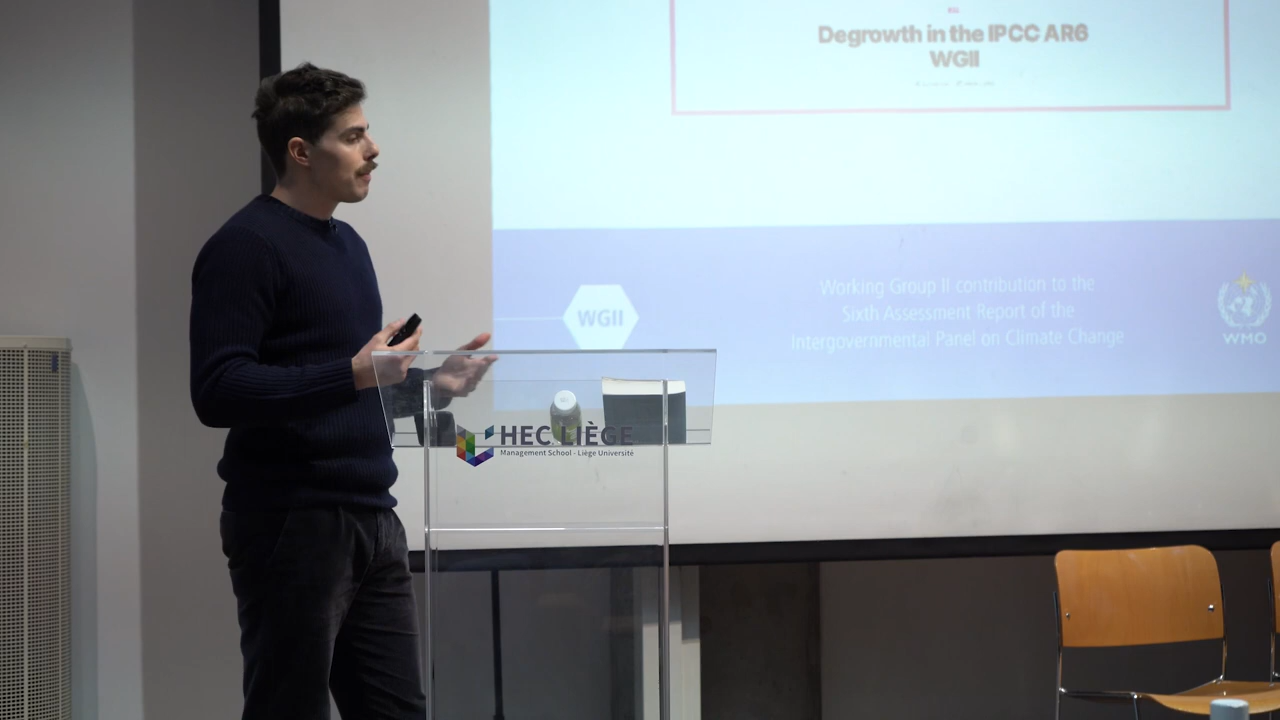 Degrowth in the IPCC AR6
WGII
WGII
Working Group II contribution to the
Sixth Assessment Report of the
Intergovernmental Panel on Climate Change
WMO
HEC LIÈGE
Management School - Liège Université